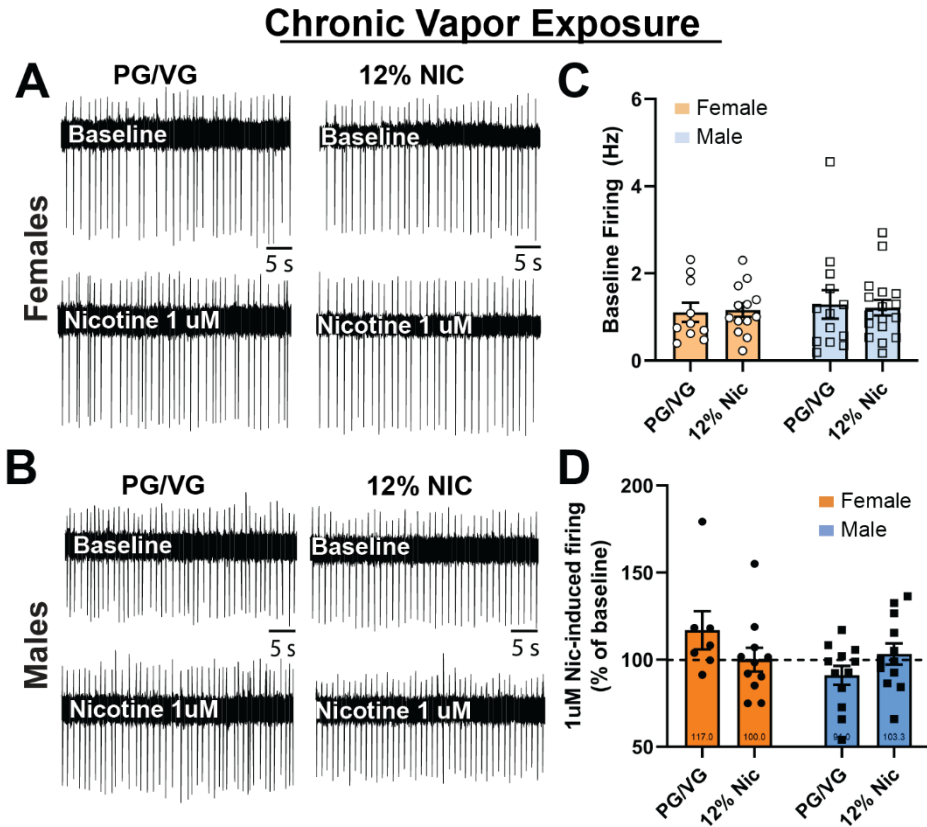 Chronic Vapor Exposure
A
PG/VG
12% NIC
Females
Baseline
Baseline
5 s
5 s
Nicotine 1 uM
Nicotine 1 uM
B
PG/VG
12% NIC
Males
Baseline
Baseline
5 s
5 s
Nicotine 1uM
Nicotine 1 uM
C
Baseline Firing (Hz)
6
4
2
0
Female
Male
PG/VG
12% Nic
PG/VG
12% Nic
D
1uM Nic-induced firing
(% of baseline)
200
150
100
50
Female
Male
117.0
100.0
103.3
PG/VG
12% Nic
PG/VG
12% Nic